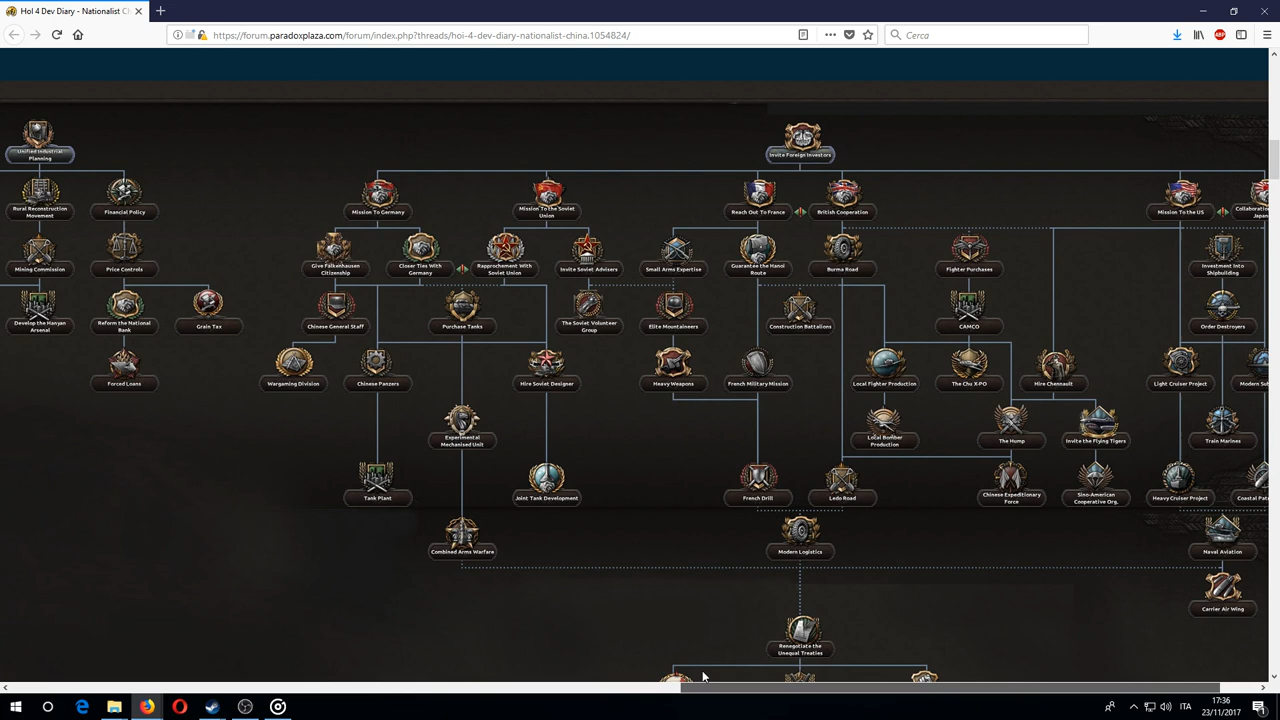 HoI 4 Dev Diary - Nationalist C
https://forum.paradoxplaza.com/forum/index.php?threads/hoi-4-dev-diary-nationalist-china.1054824/
Cerca
ABP
Unified Industrial
Planning
Invite Foreign Investors
Rural Reconstruction
Movement
Financial Policy
Mission To Germany
Mission To the Soviet
Union
Reach Out To France
British Cooperation
Mission To the US
Collaboration
Japan
Mining Commission
Price Controls
Give Falkenhausen
Citizenship
Closer Ties With
Germany
Rapprochement With
Soviet Union
Invite Soviet Advisers
Small Arms Expertise
Guarantee the Hanoi
Route
Burma Road
Fighter Purchases
Investment Into
Shipbuilding
Develop the Hanyan
Arsenal
Reform the National
Bank
Grain Tax
Chinese General Staff
Purchase Tanks
The Soviet Volunteer
Group
Elite Mountaineers
Construction Battalions
CAMCO
Order Destroyers
Forced Loans
Wargaming Division
Chinese Panzers
Hire Soviet Designer
Heavy Weapons
French Military Mission
Local Fighter Production
The Chu X-PO
Hire Chennault
Light Cruiser Project
Modern Su
Experimental
Mechanised Unit
Local Bomber
Production
The Hump
Invite the Flying Tigers
Train Marines
Tank Plant
Joint Tank Development
French Drill
Ledo Road
Chinese Expeditionary
Force
Sino-American
Cooperative Org.
Heavy Cruiser Project
Coastal Pat
Combined Arms Warfare
Modern Logistics
Naval Aviation
Carrier Air Wing
Renegotiate the
Unequal Treaties
ITA
17:36
23/11/2017
1